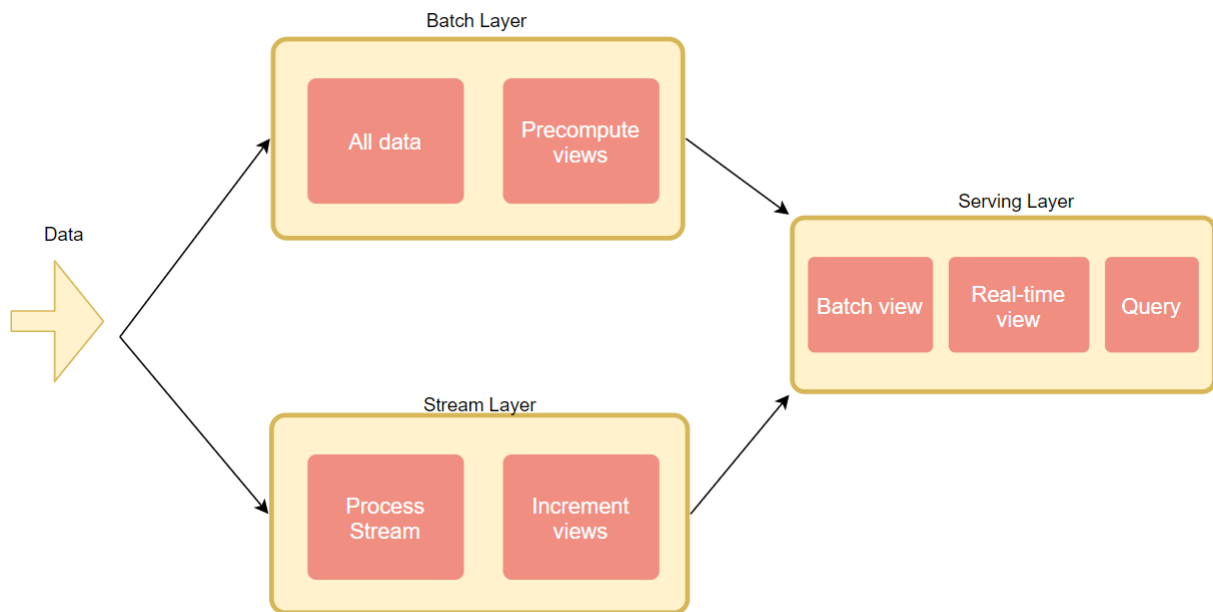 Batch Layer
All data
Precompute
views
Data
Serving Layer
Batch view
Real-time
view
Query
Stream Layer
Process
Stream
Increment
views